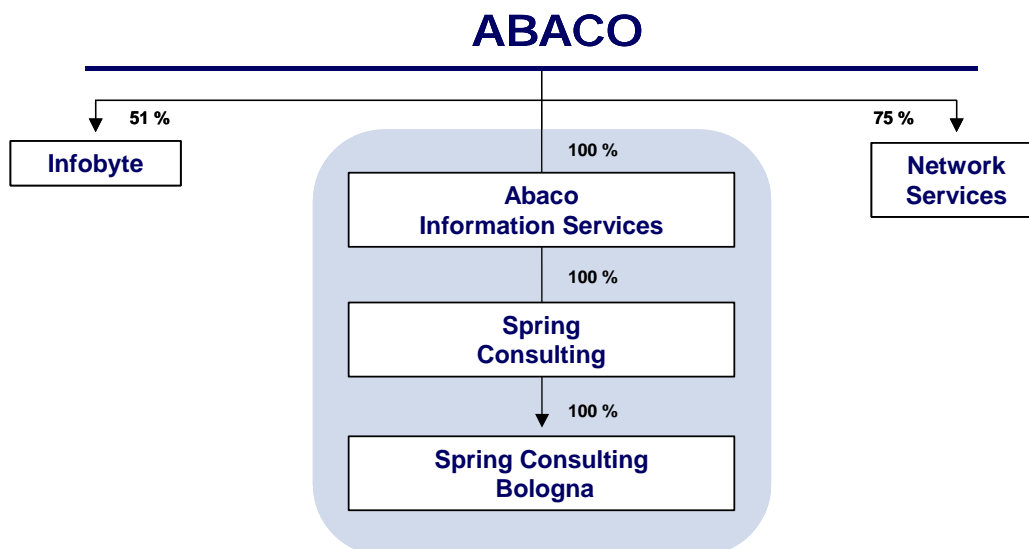 ABACO
51 %
75 %
Infobyte
100 %
Network
Services
Abaco
Information Services
100 %
Spring
Consulting
100 %
Spring Consulting
Bologna